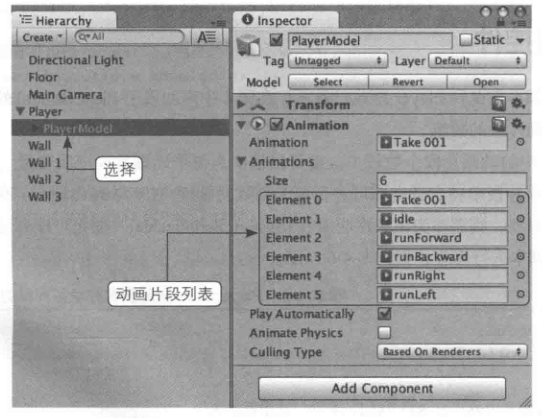 Hierarchy
Create
All
Directional Light
Floor
Main Camera
Player
PlayerModel
Wall
Wall 1
Wall 2
Wall 3
选择
动画片段列表
Inspector
PlayerModel
Static
Tag Untagged Layer Default
Model Select Revert Open
Transform
Animation
Animation Take 001
Animations
Size 6
Element 0 Take 001
Element 1 idle
Element 2 runForward
Element 3 runBackward
Element 4 runRight
Element 5 runLeft
Play Automatically
Animate Physics
Culling Type Based On Renderers
Add Component